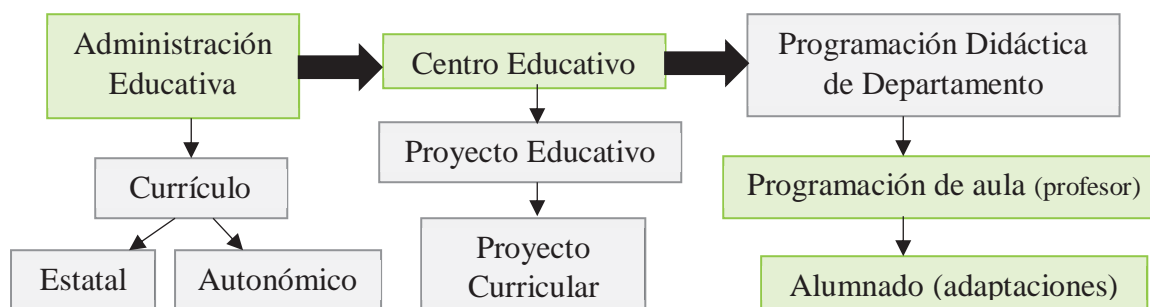 Administración
Educativa
Centro Educativo
Programación Didáctica
de Departamento
Currículo
Estatal
Autonómico
Proyecto Educativo
Proyecto
Curricular
Programación de aula (profesor)
Alumnado (adaptaciones)